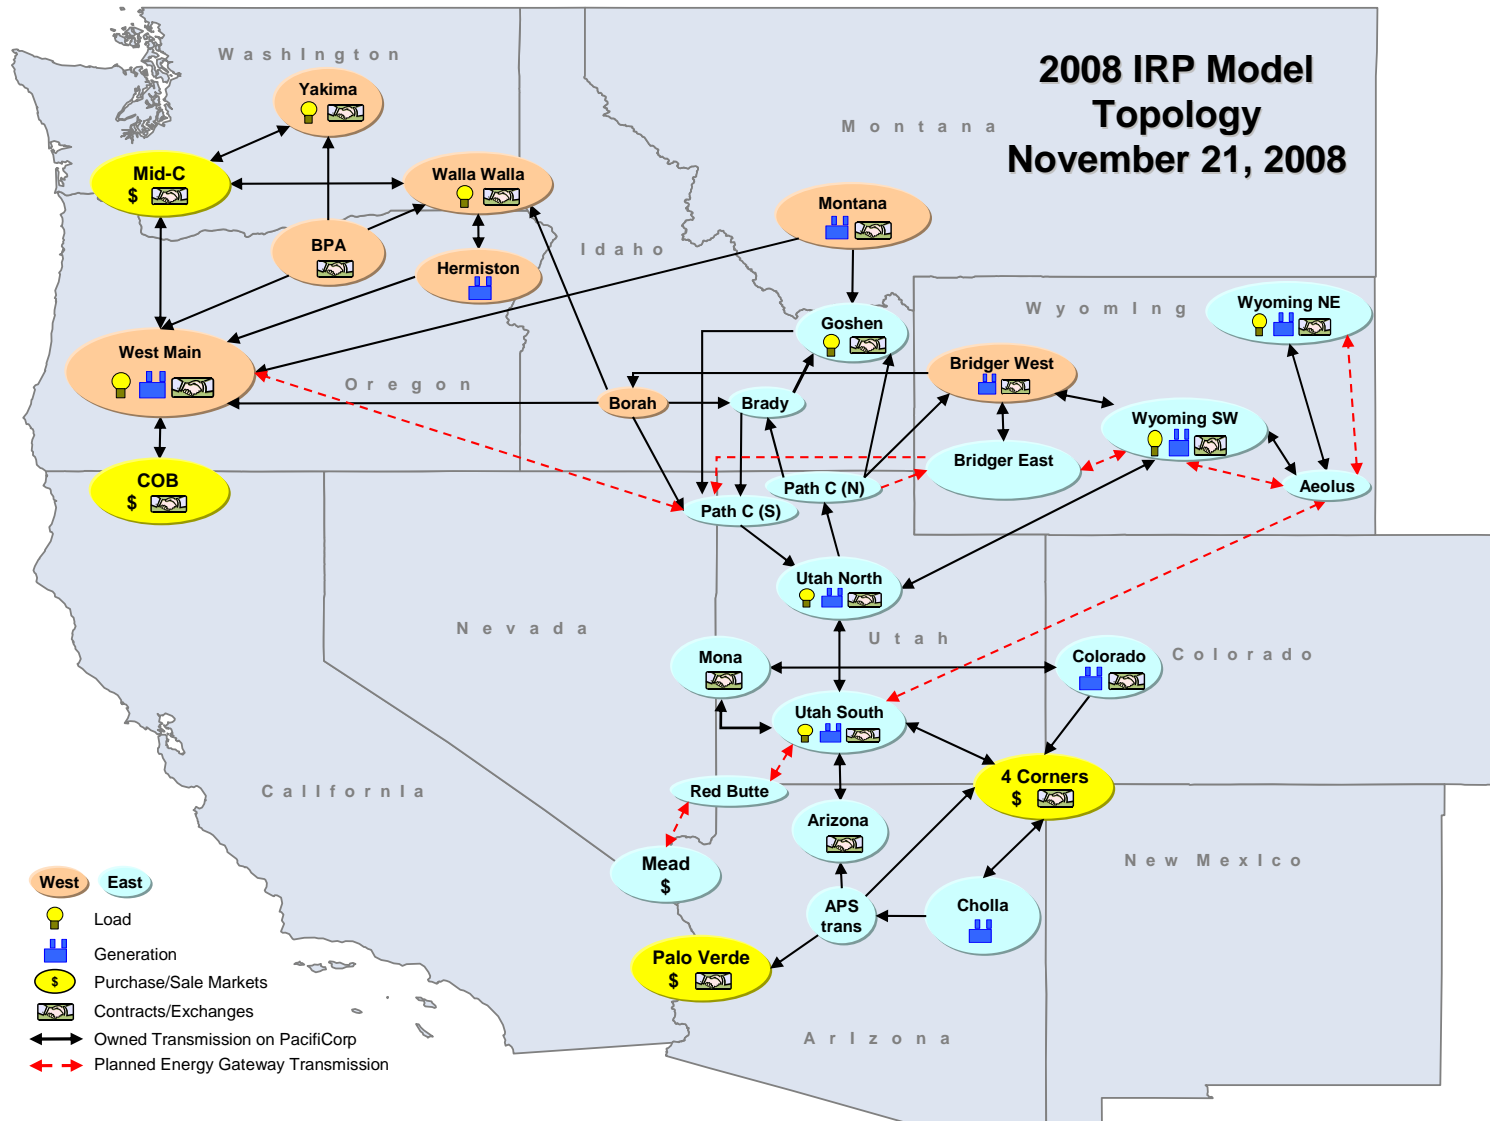 2008 IRP Model
Topology
November 21, 2008
WashIngton
Yakima
Montana
Mid-C
$
Walla Walla
Montana
BPA
Idaho
Hermiston
WyomIng
Wyoming NE
Goshen
West Main
Bridger West
Oregon
Borah
Brady
Wyoming SW
Bridger East
COB
$
Path C (N)
Aeolus
Path C (S)
Utah North
Nevada
Utah
Mona
Colorado
Colorado
Utah South
4 Corners
$
Red Butte
CalIfornIa
Arizona
New MexIco
Mead
$
West
East
APS
trans
Cholla
Load
Generation
Palo Verde
$
$
Purchase/Sale Markets
Contracts/Exchanges
Owned Transmission on PacifiCorp
ArIzona
Planned Energy Gateway Transmission